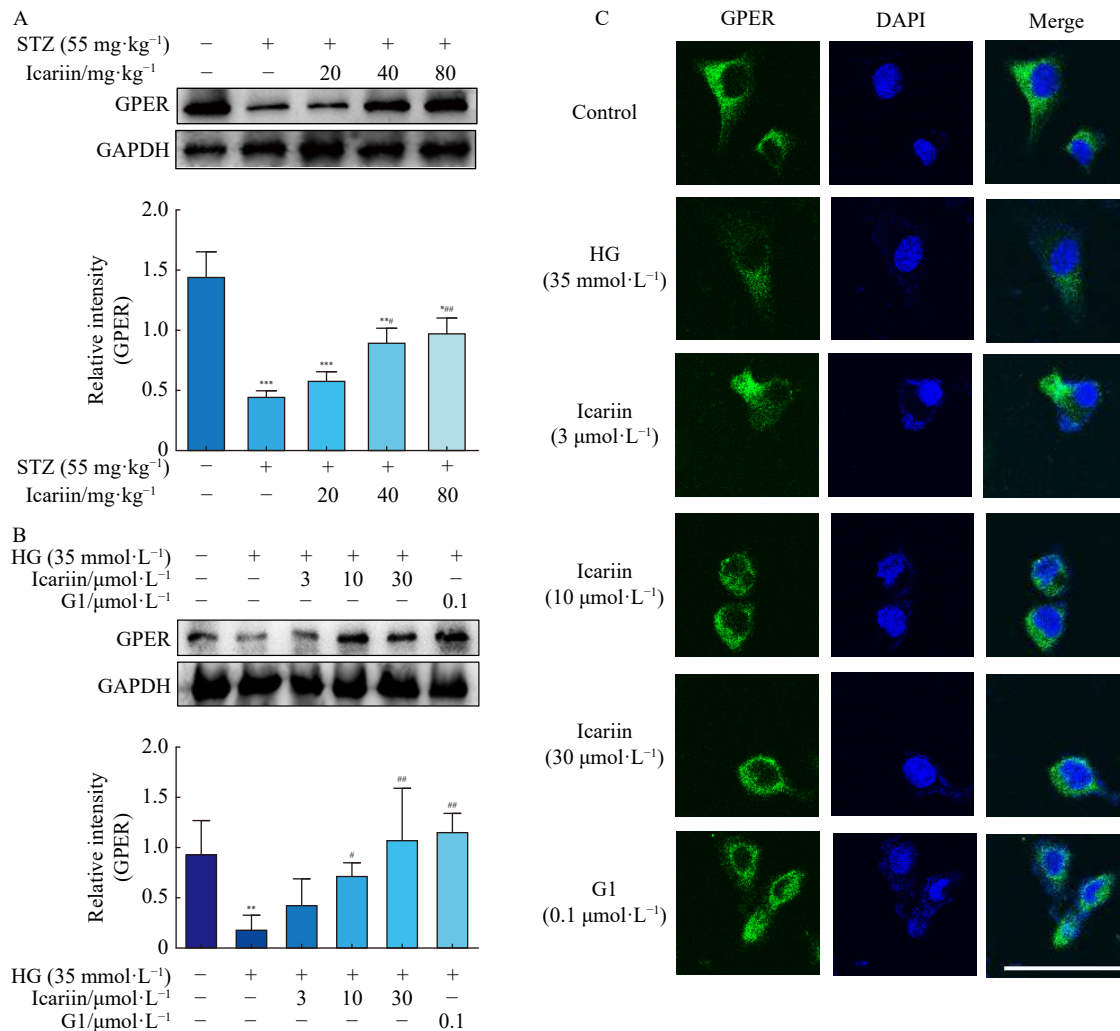 A
STZ (55 mg·kg⁻¹) − + + + +
Icariin/mg·kg⁻¹ − − 20 40 80
GPER
GAPDH
2.0
1.5
1.0
0.5
0
Relative intensity
(GPER)
*** *** **# *##
STZ (55 mg·kg⁻¹) − + + + +
Icariin/mg·kg⁻¹ − − 20 40 80
B
HG (35 mmol·L⁻¹) − + + + + +
Icariin/μmol·L⁻¹ − − 3 10 30 −
G1/μmol·L⁻¹ − − − − − 0.1
GPER
GAPDH
2.0
1.5
1.0
0.5
0
Relative intensity
(GPER)
** # ## ##
HG (35 mmol·L⁻¹) − + + + + +
Icariin/μmol·L⁻¹ − − 3 10 30 −
G1/μmol·L⁻¹ − − − − − 0.1
C
GPER DAPI Merge
Control
HG
(35 mmol·L⁻¹)
Icariin
(3 μmol·L⁻¹)
Icariin
(10 μmol·L⁻¹)
Icariin
(30 μmol·L⁻¹)
G1
(0.1 μmol·L⁻¹)